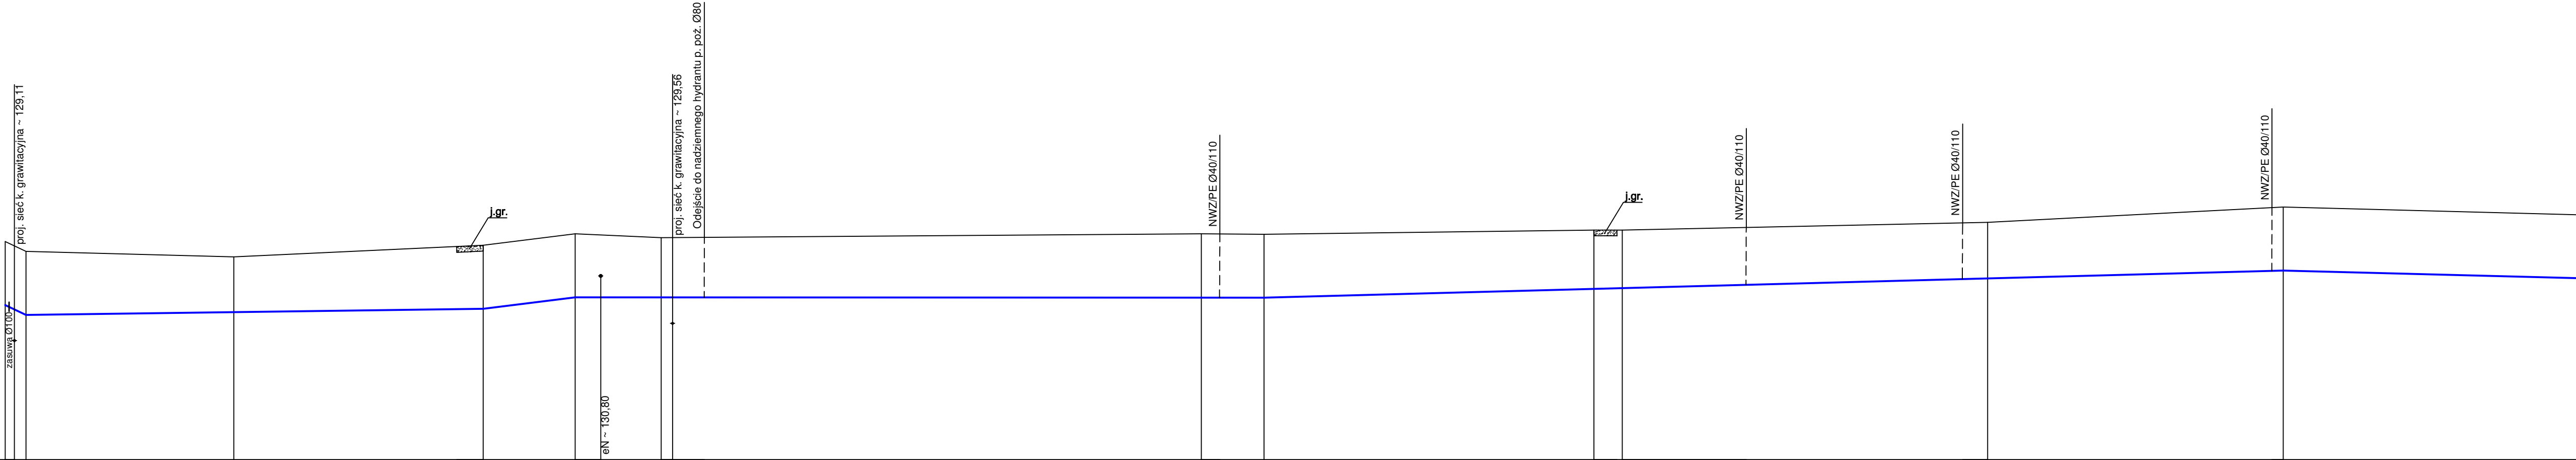 proj. sieć k. grawitacyjna ~ 129,11
zasuwa Ø100
j.gr.
eN ~ 130,80
proj. sieć k. grawitacyjna ~ 129,56
Odejście do nadziemnego hydrantu p. poż. Ø80
NWZ/PE Ø40/110
j.gr.
NWZ/PE Ø40/110
NWZ/PE Ø40/110
NWZ/PE Ø40/110